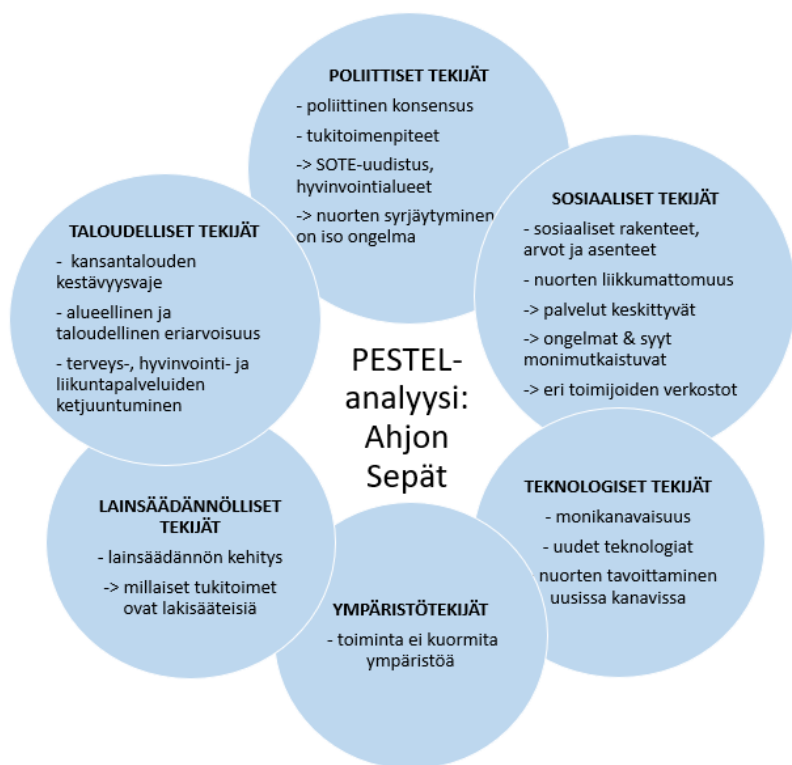 POLIITTISET TEKIJÄT
- poliittinen konsensus
- tukitoimenpiteet
-> SOTE-uudistus,
hyvinvointialueet
-> nuorten syrjäytyminen
on iso ongelma
SOSIAALISET TEKIJÄT
- sosiaaliset rakenteet,
arvot ja asenteet
- nuorten liikkumattomuus
-> palvelut keskittyvät
-> ongelmat & syyt
monimutkaistuvat
-> eri toimijoiden verkostot
TEKNOLOGISET TEKIJÄT
- monikanavaisuus
- uudet teknologiat
nuorten tavoittaminen
uusissa kanavissa
YMPÄRISTÖTEKIJÄT
- toiminta ei kuormita
ympäristöä
LAINSÄÄDÄNNÖLLISET
TEKIJÄT
- lainsäädännön kehitys
-> millaiset tukitoimet
ovat lakisääteisiä
TALOUDELLISET TEKIJÄT
- kansantalouden
kestävyysvaje
- alueellinen ja
taloudellinen eriarvoisuus
- terveys-, hyvinvointi- ja
liikuntapalveluiden
ketjuuntuminen
PESTEL-
analyysi:
Ahjon
Sepät